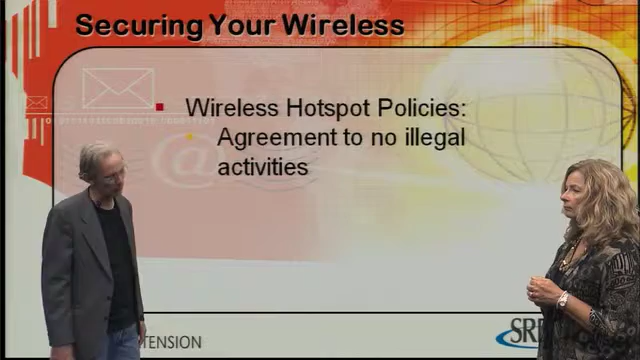 Securing Your Wireless
Wireless Hotspot Policies:
Agreement to no illegal
activities
TENSION
SR